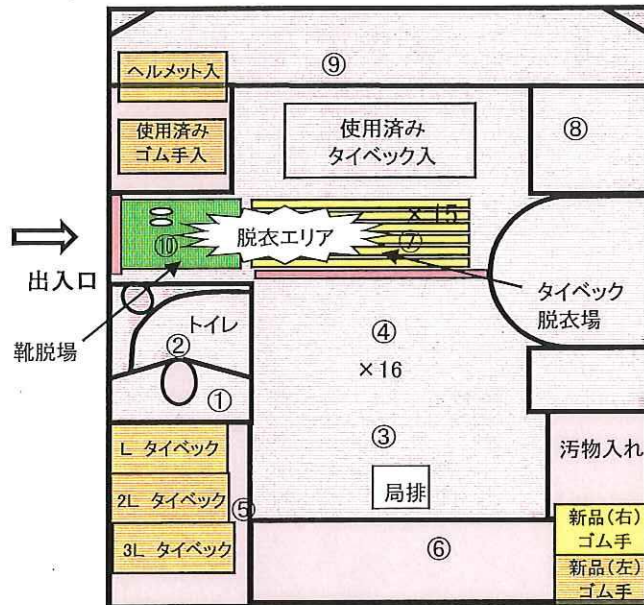 ⑨
ヘルメット入
使用済み
ゴム手入
使用済み
タイベック入
⑧
×15
脱衣エリア
⑩
⑦
出入口
靴脱場
トイレ
②
①
④
×16
タイベック
脱衣場
③
局排
汚物入れ
L タイベック
2L タイベック
3L タイベック
⑤
⑥
新品(右)
ゴム手
新品(左)
ゴム手